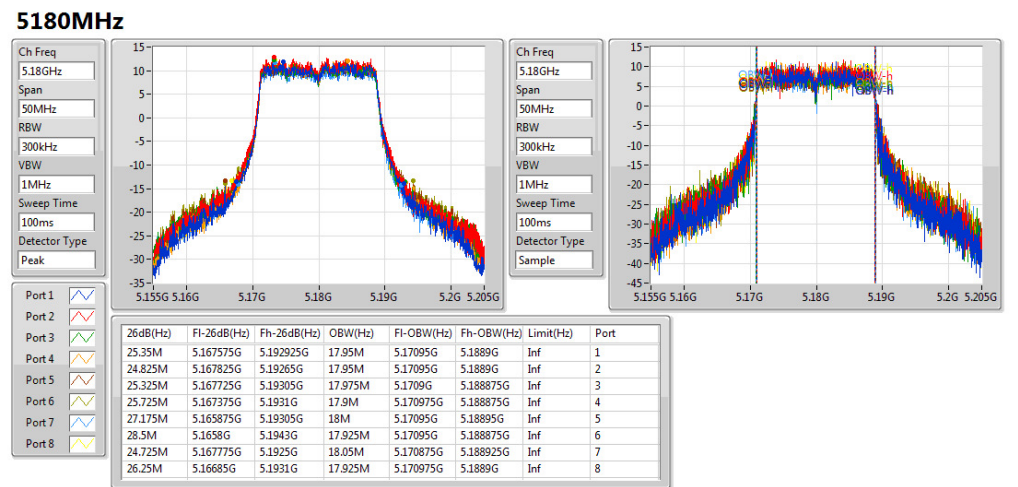 5180MHz
Ch Freq
5.18GHz
Span
50MHz
RBW
300kHz
VBW
1MHz
Sweep Time
100ms
Detector Type
Peak
15
10
5
0
-5
-10
-15
-20
-25
-30
-35
5.155G 5.16G 5.17G 5.18G 5.19G 5.2G 5.205G
Ch Freq
5.18GHz
Span
50MHz
RBW
300kHz
VBW
1MHz
Sweep Time
100ms
Detector Type
Sample
15
10
5
0
-5
-10
-15
-20
-25
-30
-35
-40
-45
OBW-h
5.155G 5.16G 5.17G 5.18G 5.19G 5.2G 5.205G
Port 1
Port 2
Port 3
Port 4
Port 5
Port 6
Port 7
Port 8
26dB(Hz) Fl-26dB(Hz) Fh-26dB(Hz) OBW(Hz) Fl-OBW(Hz) Fh-OBW(Hz) Limit(Hz) Port
25.35M 5.167575G 5.192925G 17.95M 5.17095G 5.1889G Inf 1
24.825M 5.167825G 5.19265G 17.95M 5.17095G 5.1889G Inf 2
25.325M 5.167725G 5.19305G 17.975M 5.1709G 5.188875G Inf 3
25.725M 5.167375G 5.1931G 17.9M 5.170975G 5.188875G Inf 4
27.175M 5.165875G 5.19305G 18M 5.17095G 5.18895G Inf 5
28.5M 5.1658G 5.1943G 17.925M 5.17095G 5.188875G Inf 6
24.725M 5.167775G 5.1925G 18.05M 5.170875G 5.188925G Inf 7
26.25M 5.16685G 5.1931G 17.925M 5.170975G 5.1889G Inf 8